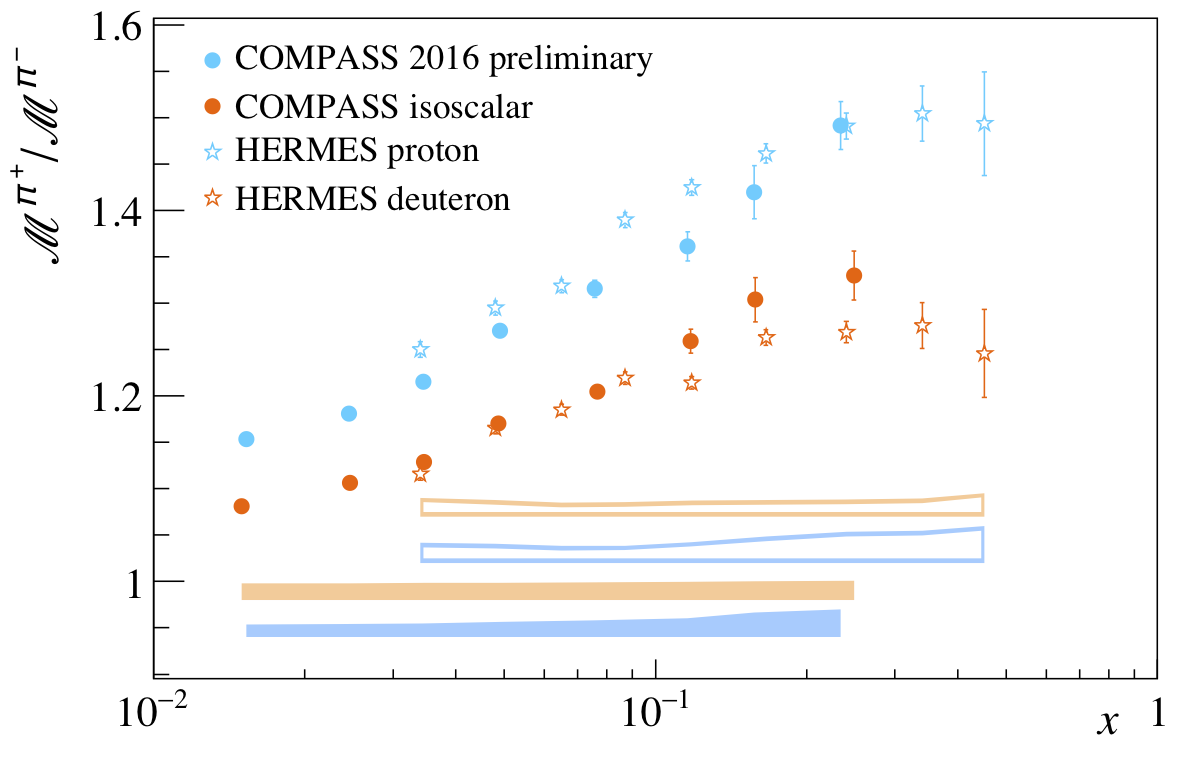 1.6
COMPASS 2016 preliminary
COMPASS isoscalar
HERMES proton
HERMES deuteron
ℳ^π⁺/ℳ^π⁻
1.4
1.2
1
10⁻²
10⁻¹
x
1